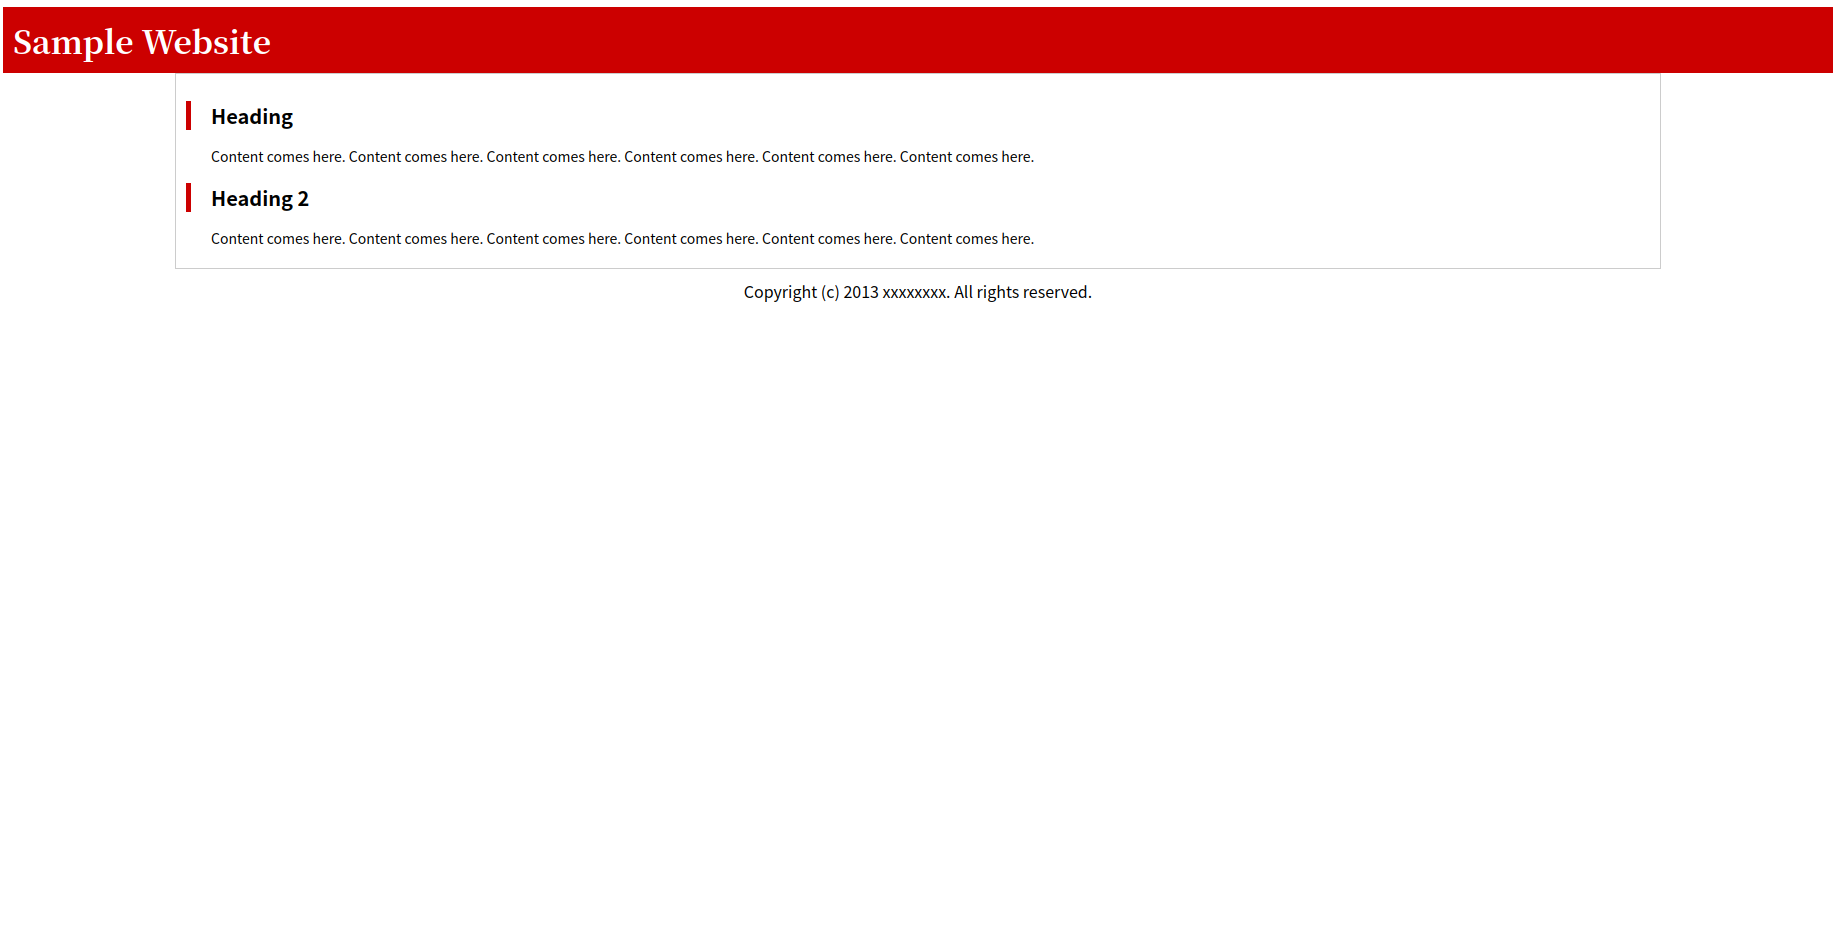 Sample Website
Heading
Content comes here. Content comes here. Content comes here. Content comes here. Content comes here. Content comes here.
Heading 2
Content comes here. Content comes here. Content comes here. Content comes here. Content comes here. Content comes here.
Copyright (c) 2013 xxxxxxxx. All rights reserved.